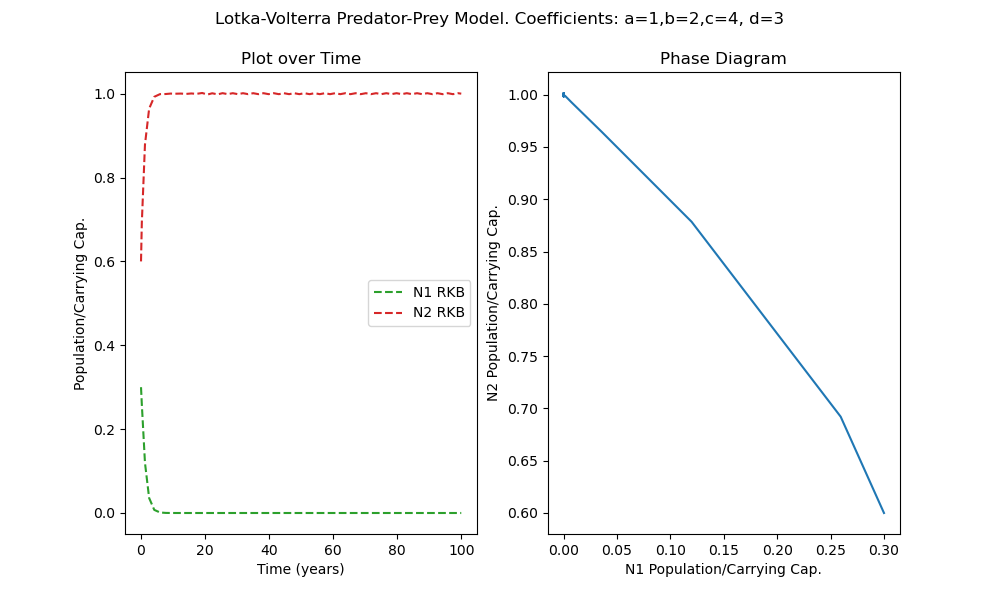 Lotka-Volterra Predator-Prey Model. Coefficients: a=1,b=2,c=4, d=3
Plot over Time
Population/Carrying Cap.
1.0
0.8
0.6
0.4
0.2
0.0
N1 RKB
N2 RKB
0 20 40 60 80 100
Time (years)
Phase Diagram
N2 Population/Carrying Cap.
1.00
0.95
0.90
0.85
0.80
0.75
0.70
0.65
0.60
0.00 0.05 0.10 0.15 0.20 0.25 0.30
N1 Population/Carrying Cap.